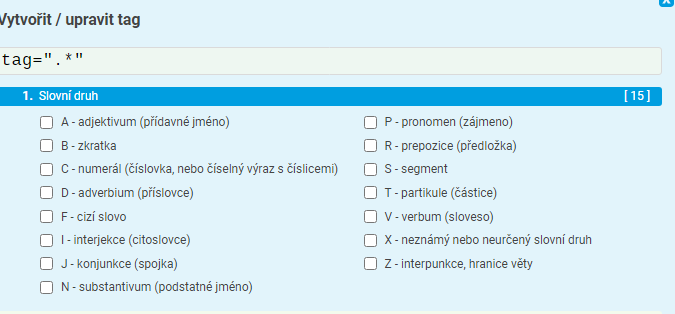 Vytvořit / upravit tag
x
tag=".*"
1. Slovní druh [ 15 ]
A - adjektivum (přídavné jméno)
B - zkratka
C - numerál (číslovka, nebo číselný výraz s číslicemi)
D - adverbium (příslovce)
F - cizí slovo
I - interjekce (citoslovce)
J - konjunkce (spojka)
N - substantivum (podstatné jméno)
P - pronomen (zájmeno)
R - prepozice (předložka)
S - segment
T - partikule (částice)
V - verbum (sloveso)
X - neznámý nebo neurčený slovní druh
Z - interpunkce, hranice věty